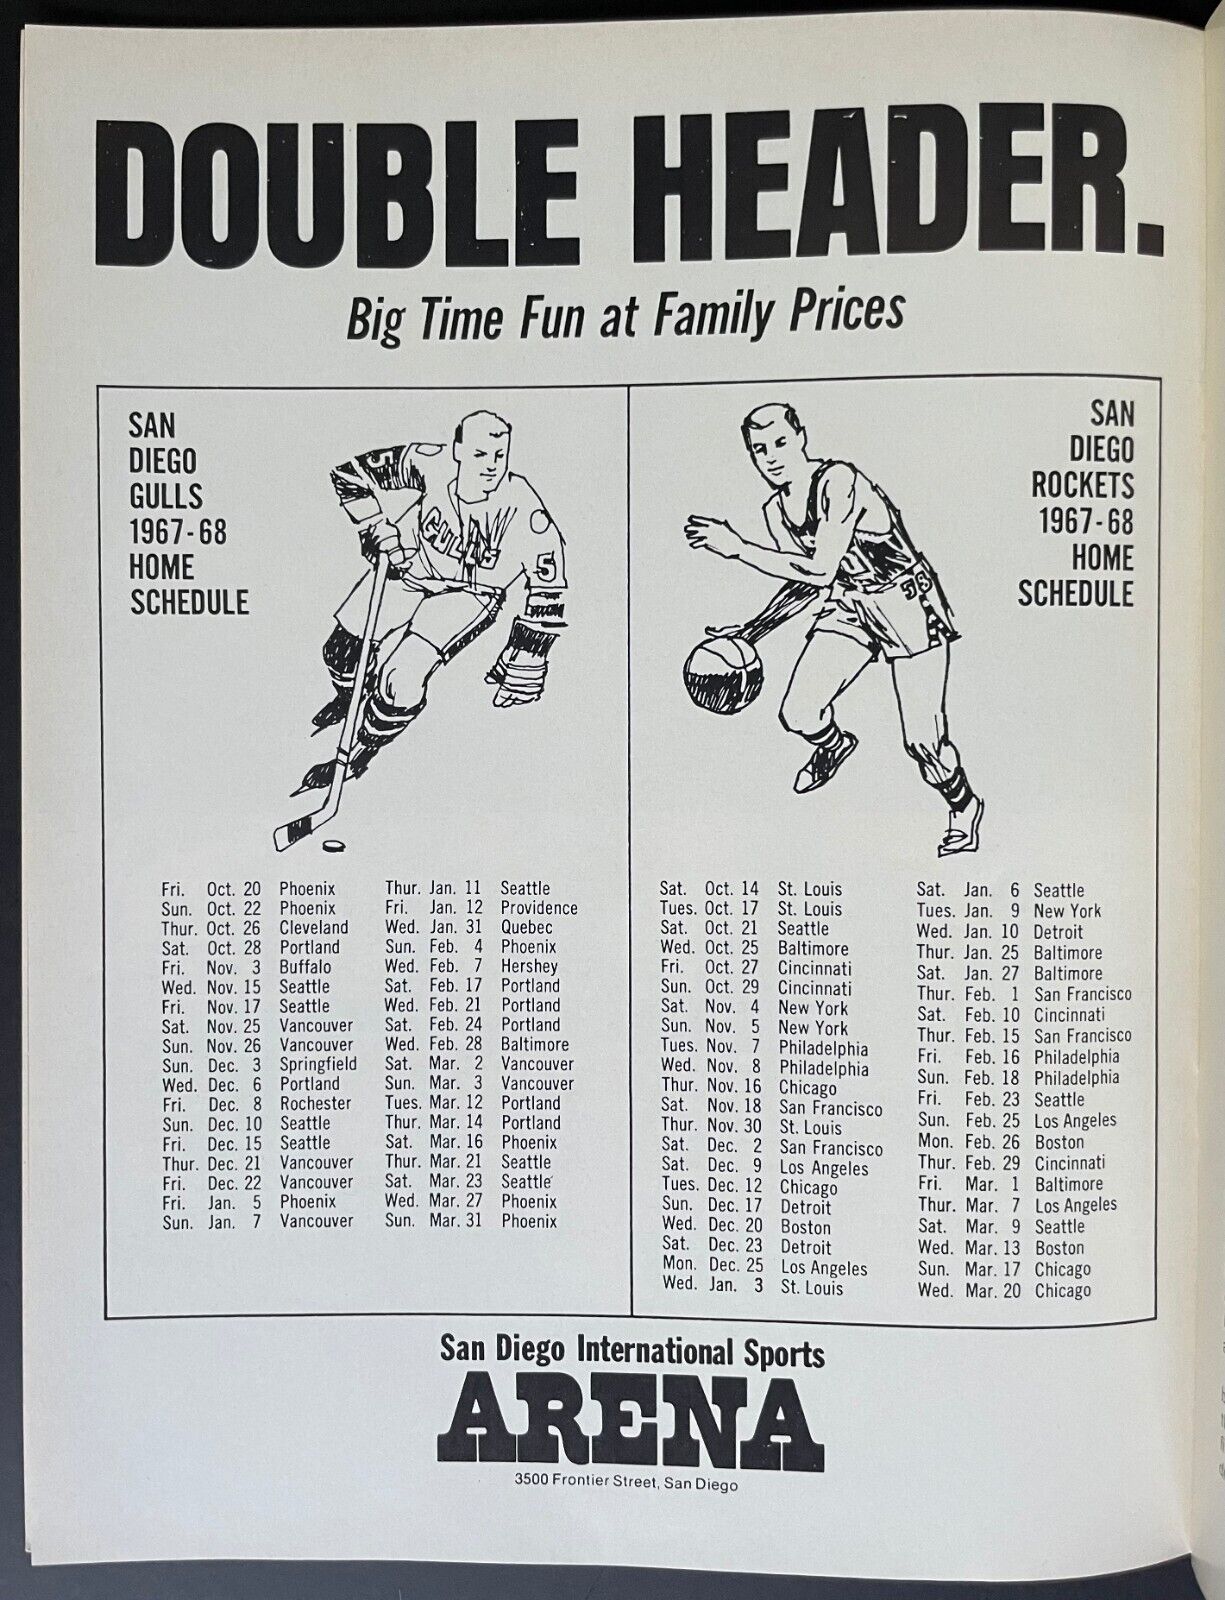 DOUBLE HEADER.
Big Time Fun at Family Prices
SAN
DIEGO
GULLS
1967-68
HOME
SCHEDULE
GULLS
5
5
Fri. Oct. 20 Phoenix
Sun. Oct. 22 Phoenix
Thur. Oct. 26 Cleveland
Sat. Oct. 28 Portland
Fri. Nov. 3 Buffalo
Wed. Nov. 15 Seattle
Fri. Nov. 17 Seattle
Sat. Nov. 25 Vancouver
Sun. Nov. 26 Vancouver
Sun. Dec. 3 Springfield
Wed. Dec. 6 Portland
Fri. Dec. 8 Rochester
Sun. Dec. 10 Seattle
Fri. Dec. 15 Seattle
Thur. Dec. 21 Vancouver
Fri. Dec. 22 Vancouver
Fri. Jan. 5 Phoenix
Sun. Jan. 7 Vancouver
Thur. Jan. 11 Seattle
Fri. Jan. 12 Providence
Wed. Jan. 31 Quebec
Sun. Feb. 4 Phoenix
Wed. Feb. 7 Hershey
Sat. Feb. 17 Portland
Wed. Feb. 21 Portland
Sat. Feb. 24 Portland
Wed. Feb. 28 Baltimore
Sat. Mar. 2 Vancouver
Sun. Mar. 3 Vancouver
Tues. Mar. 12 Portland
Thur. Mar. 14 Portland
Sat. Mar. 16 Phoenix
Thur. Mar. 21 Seattle
Sat. Mar. 23 Seattle
Wed. Mar. 27 Phoenix
Sun. Mar. 31 Phoenix
SAN
DIEGO
ROCKETS
1967-68
HOME
SCHEDULE
Sat. Oct. 14 St. Louis
Tues. Oct. 17 St. Louis
Sat. Oct. 21 Seattle
Wed. Oct. 25 Baltimore
Fri. Oct. 27 Cincinnati
Sun. Oct. 29 Cincinnati
Sat. Nov. 4 New York
Sun. Nov. 5 New York
Tues. Nov. 7 Philadelphia
Wed. Nov. 8 Philadelphia
Thur. Nov. 16 Chicago
Sat. Nov. 18 San Francisco
Thur. Nov. 30 St. Louis
Sat. Dec. 2 San Francisco
Sat. Dec. 9 Los Angeles
Tues. Dec. 12 Chicago
Sun. Dec. 17 Detroit
Wed. Dec. 20 Boston
Sat. Dec. 23 Detroit
Mon. Dec. 25 Los Angeles
Wed. Jan. 3 St. Louis
Sat. Jan. 6 Seattle
Tues. Jan. 9 New York
Wed. Jan. 10 Detroit
Thur. Jan. 25 Baltimore
Sat. Jan. 27 Baltimore
Thur. Feb. 1 San Francisco
Sat. Feb. 10 Cincinnati
Thur. Feb. 15 San Francisco
Fri. Feb. 16 Philadelphia
Sun. Feb. 18 Philadelphia
Fri. Feb. 23 Seattle
Sun. Feb. 25 Los Angeles
Mon. Feb. 26 Boston
Thur. Feb. 29 Cincinnati
Fri. Mar. 1 Baltimore
Thur. Mar. 7 Los Angeles
Sat. Mar. 9 Seattle
Wed. Mar. 13 Boston
Sun. Mar. 17 Chicago
Wed. Mar. 20 Chicago
San Diego International Sports
ARENA
3500 Frontier Street, San Diego